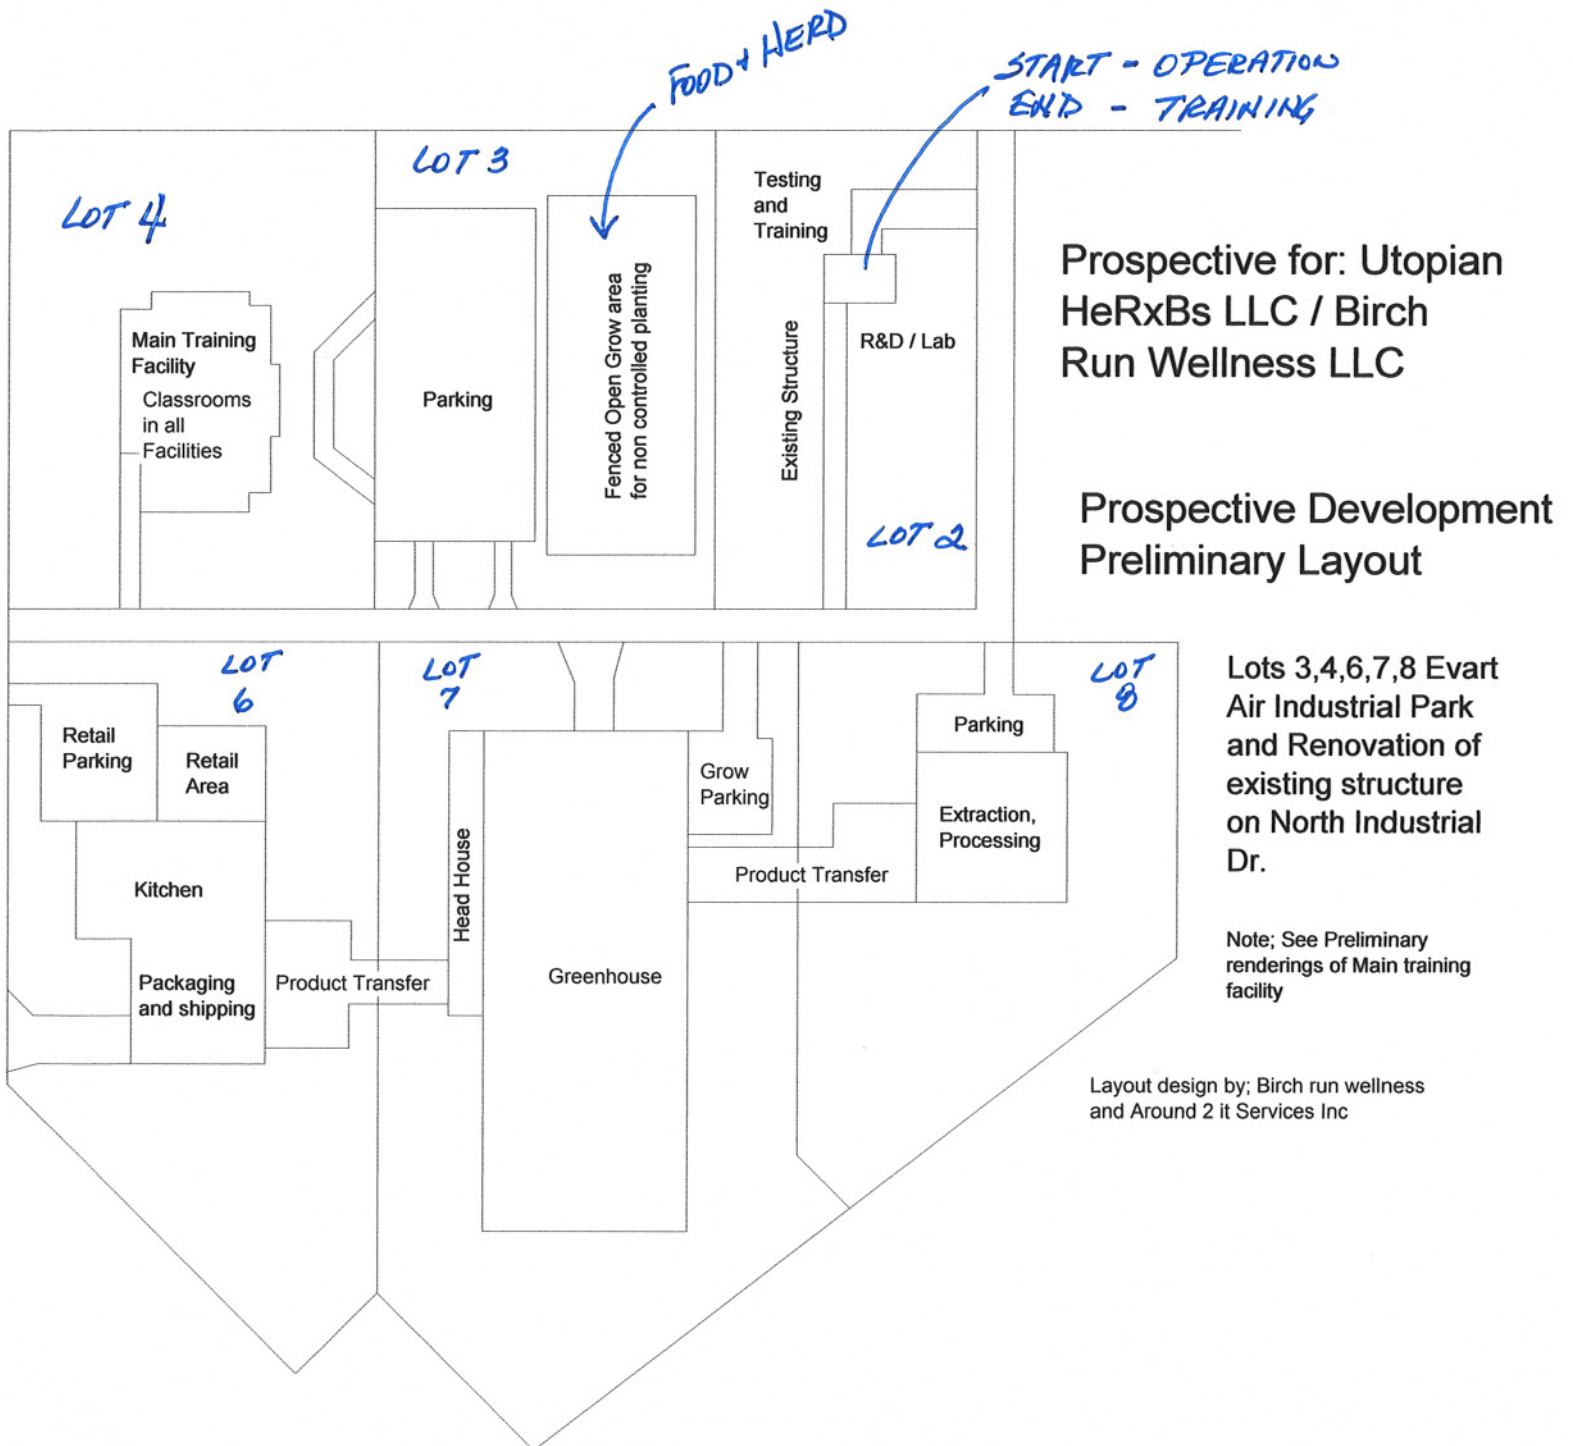 FOOD & HERD
START - OPERATION
END - TRAINING
LOT 3
LOT 4
Testing
and
Training
Main Training
Facility
Classrooms
in all
Facilities
Parking
Fenced Open Grow area
for non controlled planting
Existing Structure
R&D / Lab
LOT 2
Prospective for: Utopian
HeRxBs LLC / Birch
Run Wellness LLC
Prospective Development
Preliminary Layout
LOT
6
LOT
7
LOT
8
Retail
Parking
Retail
Area
Kitchen
Packaging
and shipping
Product Transfer
Head House
Greenhouse
Grow
Parking
Product Transfer
Parking
Extraction,
Processing
Lots 3,4,6,7,8 Evart
Air Industrial Park
and Renovation of
existing structure
on North Industrial
Dr.
Note; See Preliminary
renderings of Main training
facility
Layout design by; Birch run wellness
and Around 2 it Services Inc